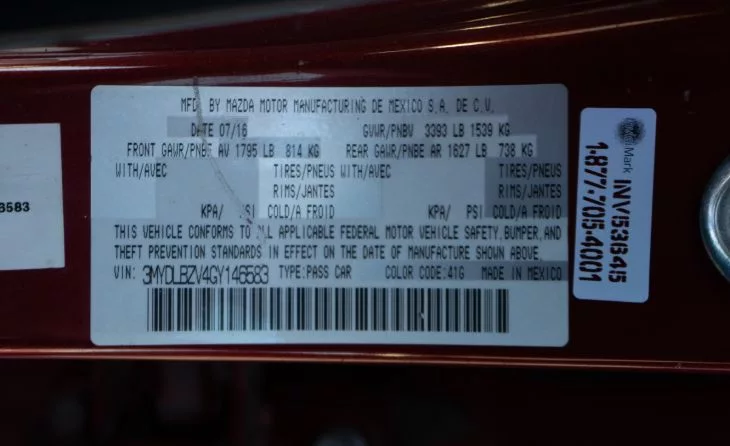 MFD BY MAZDA MOTOR MANUFACTURING DE MEXICO S.A. DE C.V.
DATE 07/16 GVWR/PNBV 3393 LB 1539 KG
FRONT GAWR/PNBE AV 1795 LB 814 KG REAR GAWR/PNBE AR 1627 LB 738 KG
WITH/AVEC TIRES/PNEUS WITH/AVEC TIRES/PNEUS
RIMS/JANTES RIMS/JANTES
KPA/ PSI COLD/A FROID KPA/ PSI COLD/A FROID
THIS VEHICLE CONFORMS TO ALL APPLICABLE FEDERAL MOTOR VEHICLE SAFETY, BUMPER, AND
THEFT PREVENTION STANDARDS IN EFFECT ON THE DATE OF MANUFACTURE SHOWN ABOVE.
VIN: 3MYDLBZV4GY146583 TYPE:PASS CAR COLOR CODE:41G MADE IN MEXICO
6583
Mark INV53645
1-877-705-4001